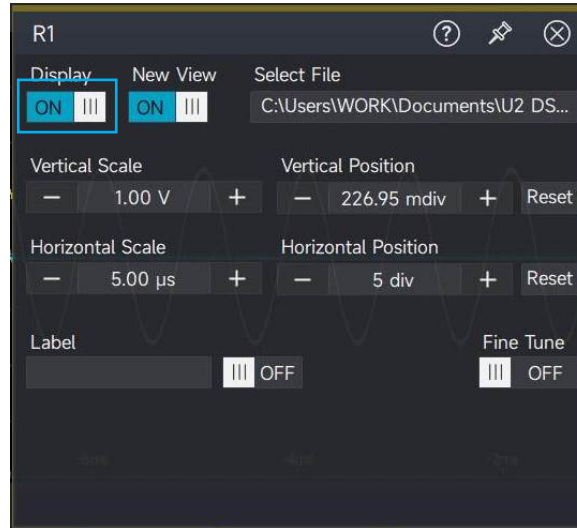 R1
Display New View Select File
ON ON C:\Users\WORK\Documents\U2 DS...
Vertical Scale Vertical Position
− 1.00 V + − 226.95 mdiv + Reset
Horizontal Scale Horizontal Position
− 5.00 µs + − 5 div + Reset
Label Fine Tune
OFF OFF